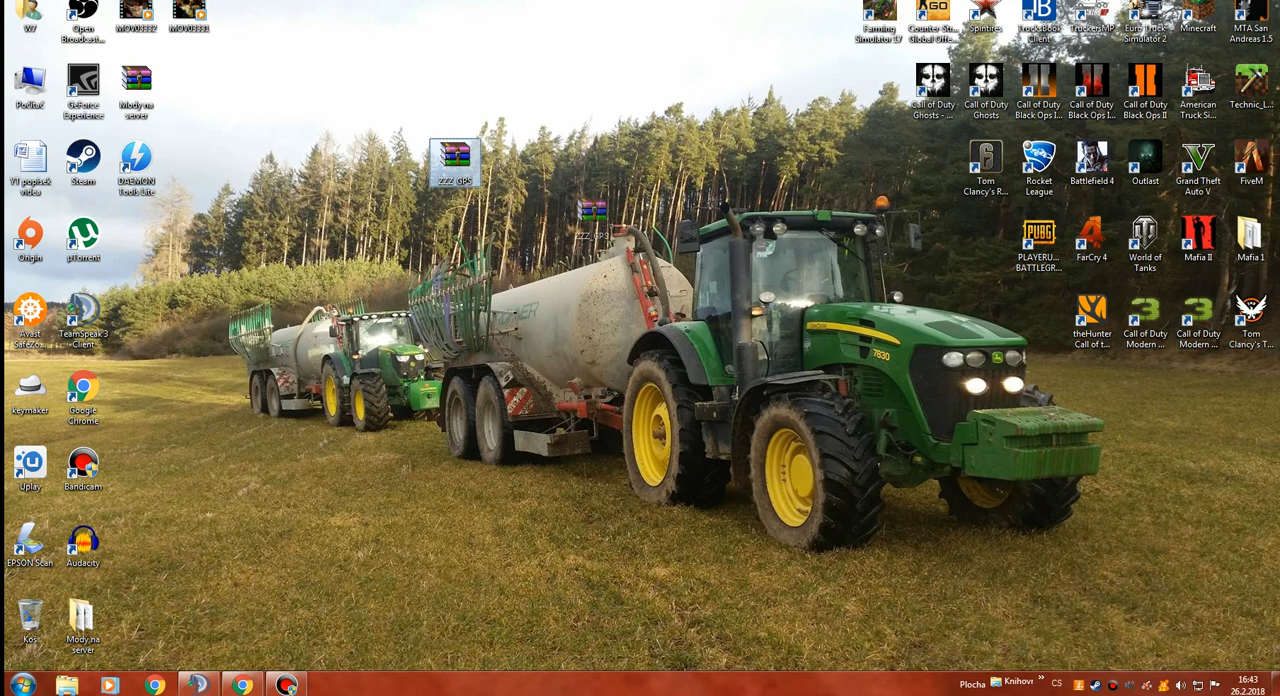 W7
Open
Broadcast...
MOV03332
MOV03331
Farming
Simulator 17
Counter-Str...
Global Offe...
Spintires
TruckersMP
Euro Truck
Simulator 2
Minecraft
MTA San
Andreas 1.5
Počítač
GeForce
Experience
Mody na
server
Call of Duty
Ghosts - ...
Call of Duty
Ghosts
Call of Duty
Black Ops I...
Call of Duty
Black Ops I...
Call of Duty
Black Ops II
American
Truck Si...
Technic_L...
YT popisek
videa
Steam
DAEMON
Tools Lite
ZZZ_GPS
Tom
Clancy's R...
Rocket
League
Battlefield 4
Outlast
Grand Theft
Auto V
FiveM
Origin
µTorrent
ZZZ_GPS
PUBG
PLAYERU...
BATTLEGR...
FarCry 4
World of
Tanks
Mafia II
Mafia 1
Avast
SafeZo...
TeamSpeak 3
Client
theHunter
Call of t...
Call of Duty
Modern ...
Call of Duty
Modern ...
Tom
Clancy's T...
7830
keymaker
Google
Chrome
Uplay
Bandicam
EPSON Scan
Audacity
Koš
Mody na
server
Plocha
Knihovny
»
CS
16:43
26.2.2018